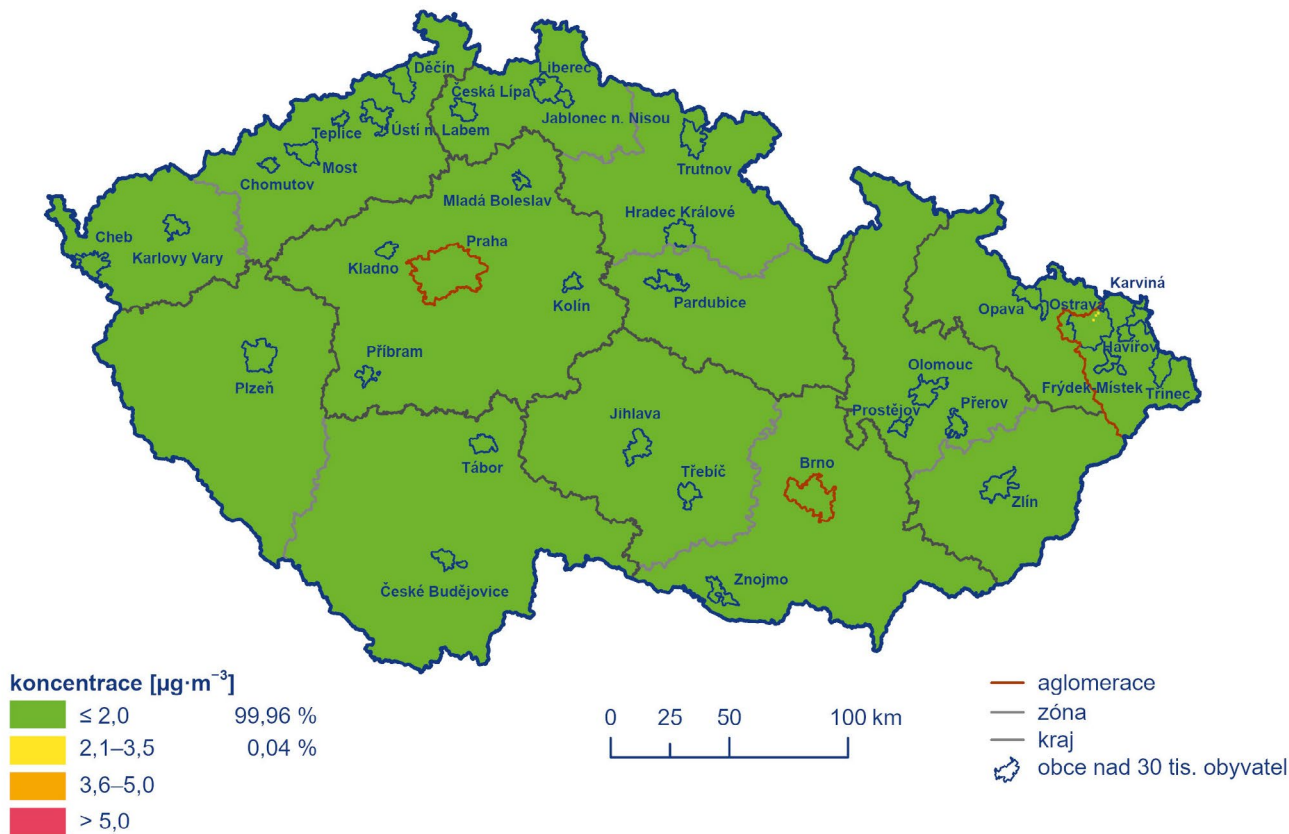 Děčín
Liberec
Česká Lípa
Jablonec n. Nisou
Teplice
Ústí n. Labem
Most
Chomutov
Trutnov
Mladá Boleslav
Hradec Králové
Cheb
Karlovy Vary
Praha
Kladno
Kolín
Pardubice
Karviná
Opava
Ostrava
Havířov
Příbram
Plzeň
Olomouc
Frýdek-Místek
Třinec
Prostějov
Přerov
Jihlava
Tábor
Třebíč
Brno
Zlín
České Budějovice
Znojmo
koncentrace [µg·m⁻³]
≤ 2,0 99,96 %
2,1–3,5 0,04 %
3,6–5,0
> 5,0
0 25 50 100 km
aglomerace
zóna
kraj
obce nad 30 tis. obyvatel